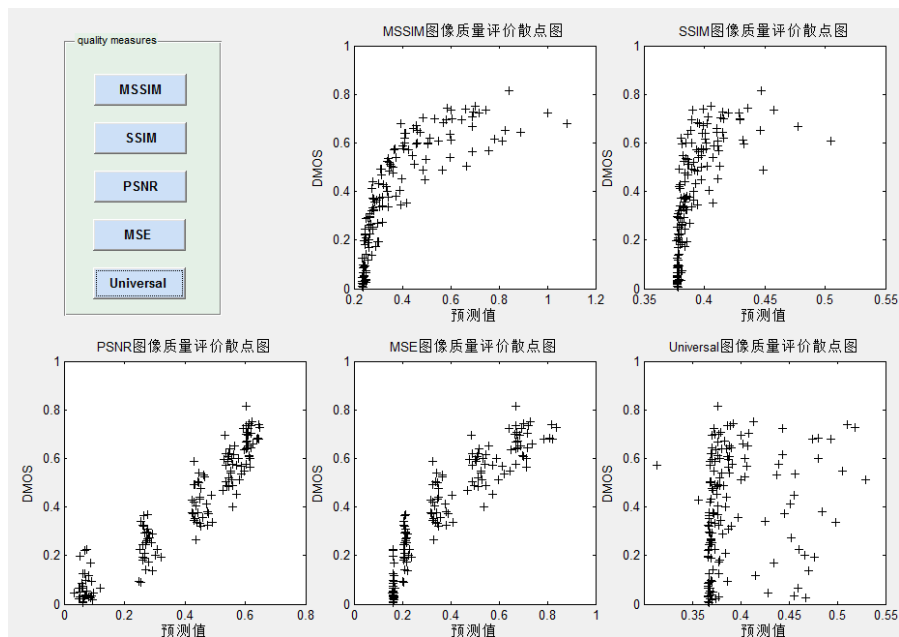 quality measures
MSSIM
SSIM
PSNR
MSE
Universal
MSSIM图像质量评价散点图
1
0.8
0.6
0.4
0.2
0
DMOS
0.2 0.4 0.6 0.8 1 1.2
预测值
SSIM图像质量评价散点图
1
0.8
0.6
0.4
0.2
0
DMOS
0.35 0.4 0.45 0.5 0.55
预测值
PSNR图像质量评价散点图
1
0.8
0.6
0.4
0.2
0
DMOS
0 0.2 0.4 0.6 0.8
预测值
MSE图像质量评价散点图
1
0.8
0.6
0.4
0.2
0
DMOS
0 0.2 0.4 0.6 0.8 1
预测值
Universal图像质量评价散点图
1
0.8
0.6
0.4
0.2
0
DMOS
0.35 0.4 0.45 0.5 0.55
预测值